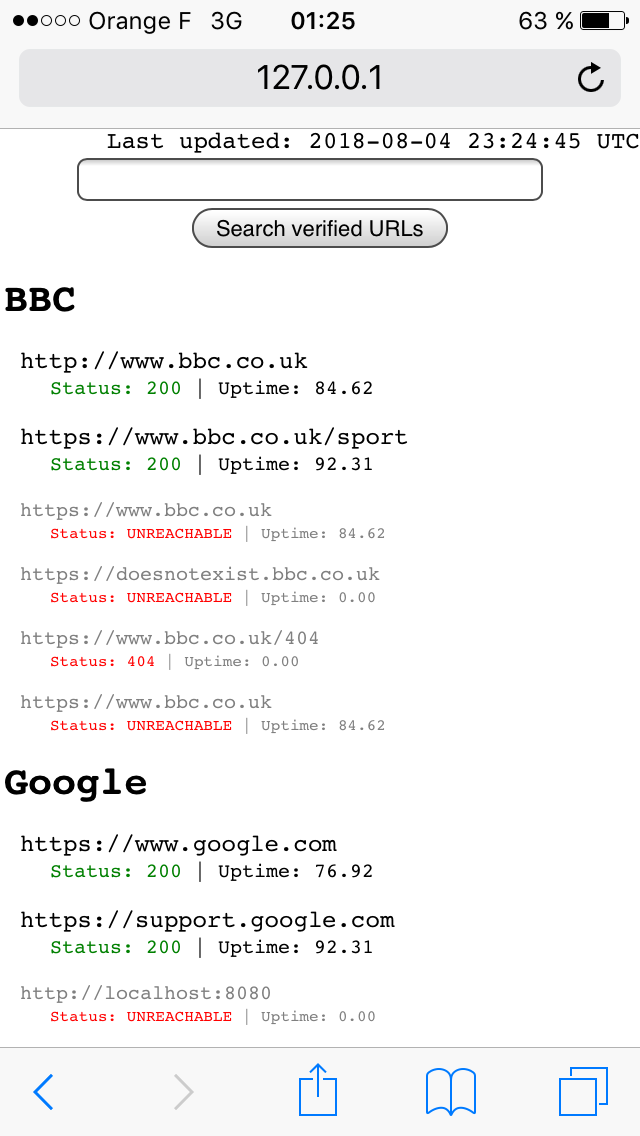 Orange F 3G 01:25 63 %
127.0.0.1
Last updated: 2018-08-04 23:24:45 UTC
Search verified URLs
BBC
http://www.bbc.co.uk
Status: 200 | Uptime: 84.62
https://www.bbc.co.uk/sport
Status: 200 | Uptime: 92.31
https://www.bbc.co.uk
Status: UNREACHABLE | Uptime: 84.62
https://doesnotexist.bbc.co.uk
Status: UNREACHABLE | Uptime: 0.00
https://www.bbc.co.uk/404
Status: 404 | Uptime: 0.00
https://www.bbc.co.uk
Status: UNREACHABLE | Uptime: 84.62
Google
https://www.google.com
Status: 200 | Uptime: 76.92
https://support.google.com
Status: 200 | Uptime: 92.31
http://localhost:8080
Status: UNREACHABLE | Uptime: 0.00